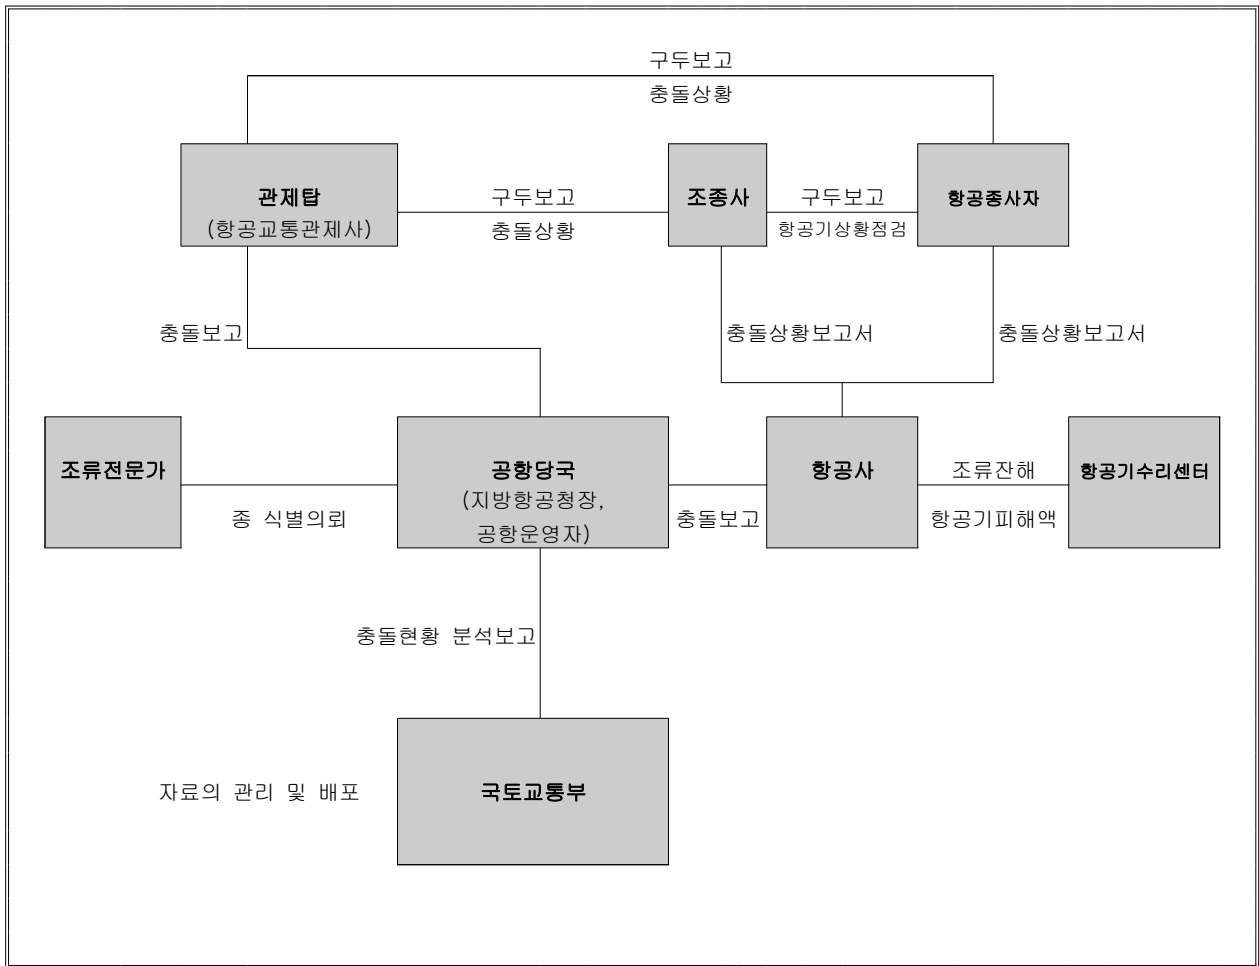 구두보고
충돌상황
관제탑
(항공교통관제사)
구두보고
충돌상황
조종사
구두보고
항공기상황점검
항공종사자
충돌보고
충돌상황보고서
충돌상황보고서
조류전문가
종 식별의뢰
공항당국
(지방항공청장,
공항운영자)
충돌보고
항공사
조류잔해
항공기피해액
항공기수리센터
충돌현황 분석보고
자료의 관리 및 배포
국토교통부